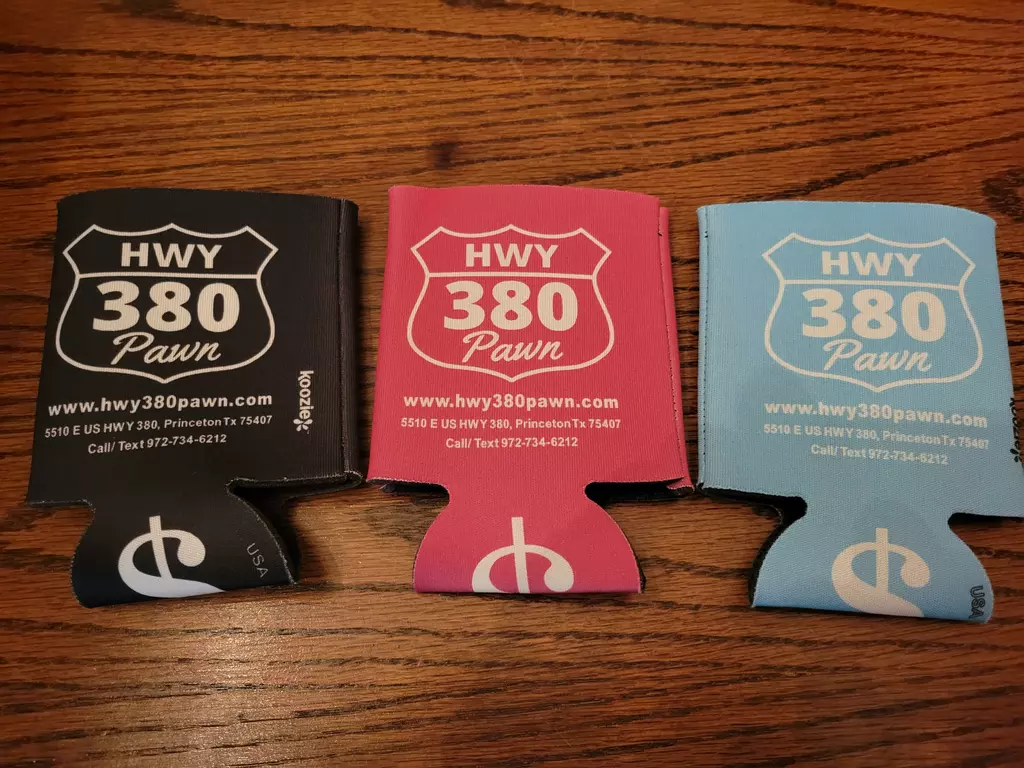 HWY
380
Pawn
www.hwy380pawn.com
5510 E US HWY 380, Princeton Tx 75407
Call/ Text 972-734-6212
koozie
$
USA
HWY
380
Pawn
www.hwy380pawn.com
5510 E US HWY 380, Princeton Tx 75407
Call/ Text 972-734-6212
$
HWY
380
Pawn
www.hwy380pawn.com
5510 E US HWY 380, Princeton Tx 75407
Call/ Text 972-734-6212
$
USA